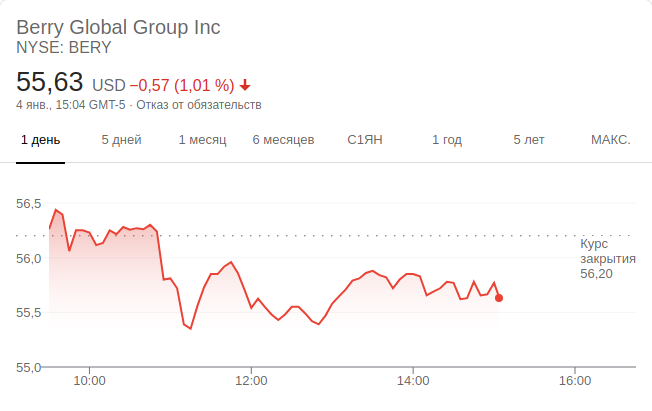 Berry Global Group Inc
NYSE: BERY
55,63 USD −0,57 (1,01 %)
4 янв., 15:04 GMT-5 · Отказ от обязательств
1 день 5 дней 1 месяц 6 месяцев С1ЯН 1 год 5 лет МАКС.
56,5
56,0
55,5
55,0
Курс
закрытия
56,20
10:00 12:00 14:00 16:00